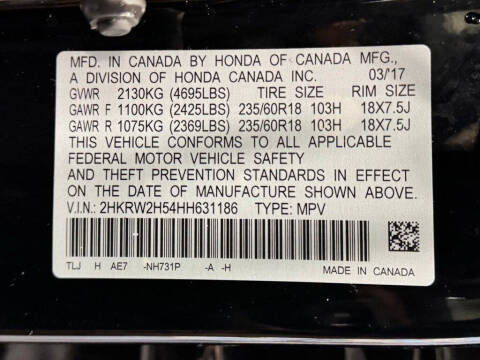 MFD. IN CANADA BY HONDA OF CANADA MFG.,
A DIVISION OF HONDA CANADA INC. 03/'17
GVWR 2130KG (4695LBS) TIRE SIZE RIM SIZE
GAWR F 1100KG (2425LBS) 235/60R18 103H 18X7.5J
GAWR R 1075KG (2369LBS) 235/60R18 103H 18X7.5J
THIS VEHICLE CONFORMS TO ALL APPLICABLE
FEDERAL MOTOR VEHICLE SAFETY
AND THEFT PREVENTION STANDARDS IN EFFECT
ON THE DATE OF MANUFACTURE SHOWN ABOVE.
V.I.N.: 2HKRW2H54HH631186 TYPE: MPV
TLJ H AE7 -NH731P -A -H MADE IN CANADA